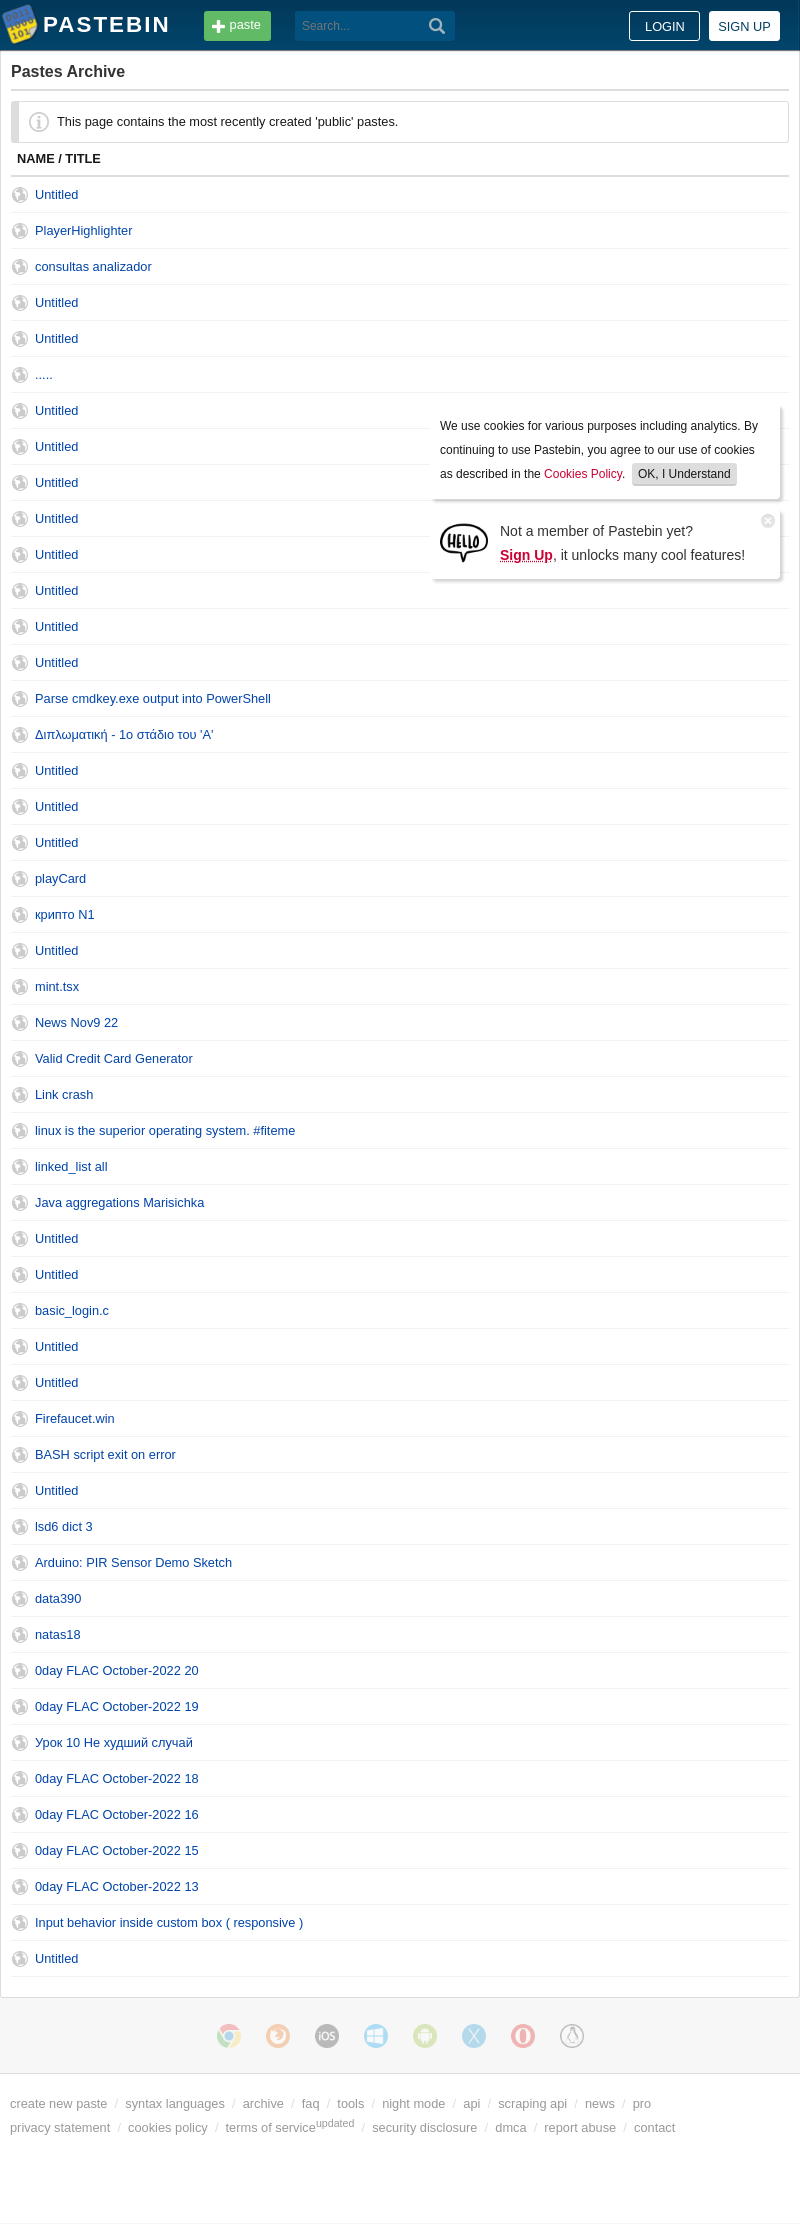 PASTEBIN
paste
Search...
LOGIN
SIGN UP
Pastes Archive
This page contains the most recently created 'public' pastes.
NAME / TITLE
Untitled
PlayerHighlighter
consultas analizador
Untitled
Untitled
.....
Untitled
Untitled
Untitled
Untitled
Untitled
Untitled
Untitled
Untitled
Parse cmdkey.exe output into PowerShell
Διπλωματική - 1ο στάδιο του 'Α'
Untitled
Untitled
Untitled
playCard
крипто N1
Untitled
mint.tsx
News Nov9 22
Valid Credit Card Generator
Link crash
linux is the superior operating system. #fiteme
linked_list all
Java aggregations Marisichka
Untitled
Untitled
basic_login.c
Untitled
Untitled
Firefaucet.win
BASH script exit on error
Untitled
lsd6 dict 3
Arduino: PIR Sensor Demo Sketch
data390
natas18
0day FLAC October-2022 20
0day FLAC October-2022 19
Урок 10 Не худший случай
0day FLAC October-2022 18
0day FLAC October-2022 16
0day FLAC October-2022 15
0day FLAC October-2022 13
Input behavior inside custom box ( responsive )
Untitled
We use cookies for various purposes including analytics. By
continuing to use Pastebin, you agree to our use of cookies
as described in the Cookies Policy. OK, I Understand
HELLO
Not a member of Pastebin yet?
Sign Up, it unlocks many cool features!
iOS
create new paste / syntax languages / archive / faq / tools / night mode / api / scraping api / news / pro
privacy statement / cookies policy / terms of service updated / security disclosure / dmca / report abuse / contact